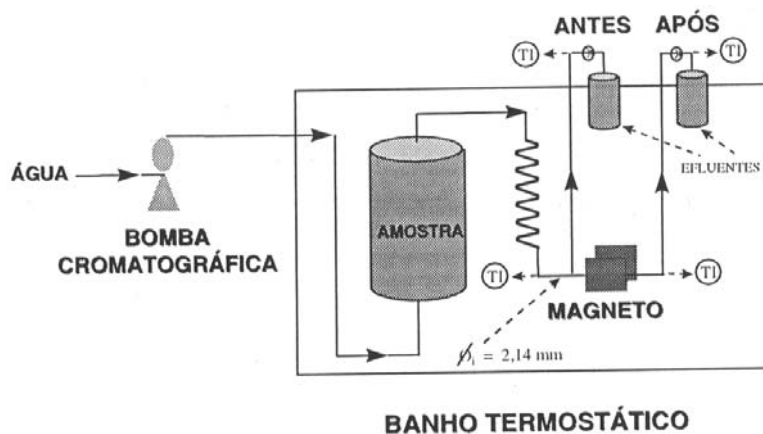 ANTES
APÓS
TI
TI
EFLUENTES
ÁGUA
AMOSTRA
BOMBA
CROMATOGRÁFICA
TI
TI
MAGNETO
ϕi = 2,14 mm
BANHO TERMOSTÁTICO